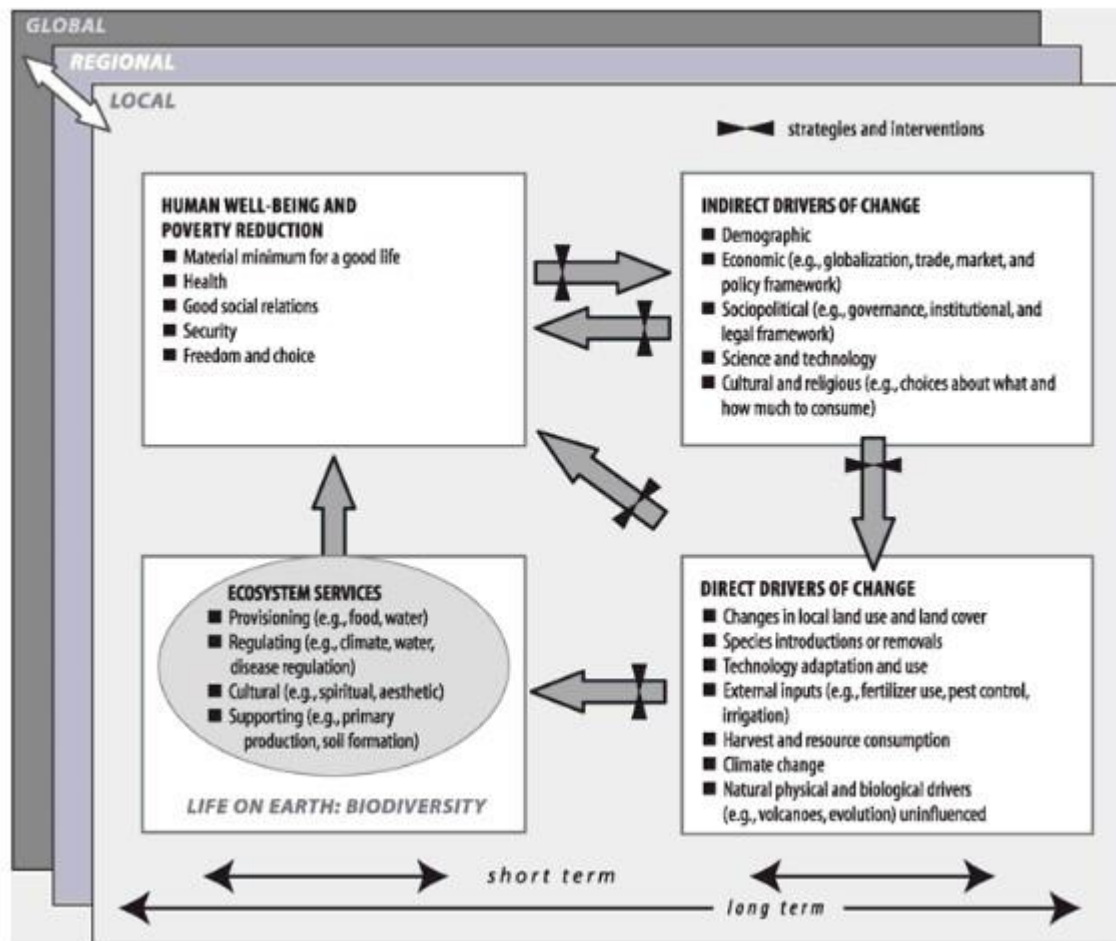 GLOBAL
REGIONAL
LOCAL
strategies and interventions
HUMAN WELL-BEING AND
POVERTY REDUCTION
■ Material minimum for a good life
■ Health
■ Good social relations
■ Security
■ Freedom and choice
INDIRECT DRIVERS OF CHANGE
■ Demographic
■ Economic (e.g., globalization, trade, market, and
policy framework)
■ Sociopolitical (e.g., governance, institutional, and
legal framework)
■ Science and technology
■ Cultural and religious (e.g., choices about what and
how much to consume)
ECOSYSTEM SERVICES
■ Provisioning (e.g., food, water)
■ Regulating (e.g., climate, water,
disease regulation)
■ Cultural (e.g., spiritual, aesthetic)
■ Supporting (e.g., primary
production, soil formation)
LIFE ON EARTH: BIODIVERSITY
DIRECT DRIVERS OF CHANGE
■ Changes in local land use and land cover
■ Species introductions or removals
■ Technology adaptation and use
■ External inputs (e.g., fertilizer use, pest control,
irrigation)
■ Harvest and resource consumption
■ Climate change
■ Natural physical and biological drivers
(e.g., volcanoes, evolution) uninfluenced
short term
long term